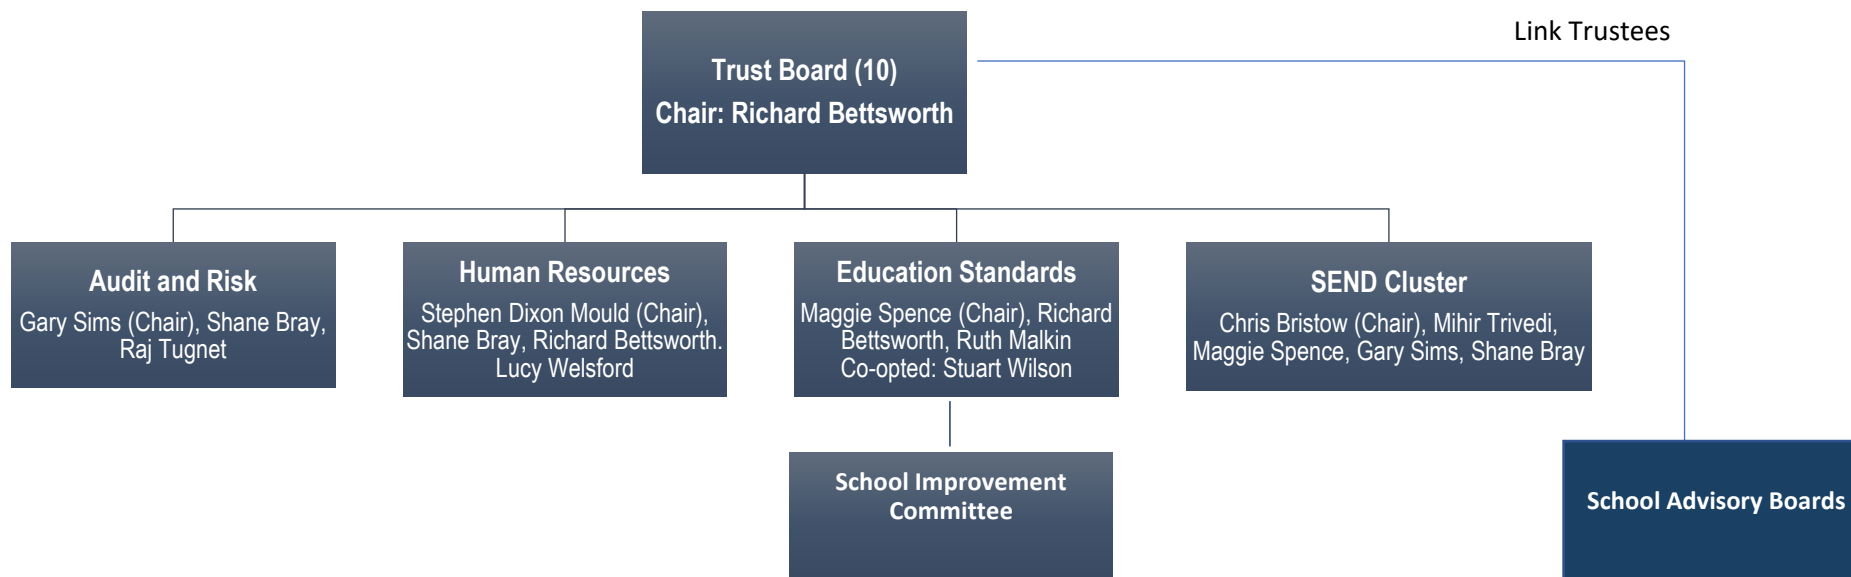 Link Trustees
Trust Board (10)
Chair: Richard Bettsworth
Audit and Risk
Gary Sims (Chair), Shane Bray,
Raj Tugnet
Human Resources
Stephen Dixon Mould (Chair),
Shane Bray, Richard Bettsworth.
Lucy Welsford
Education Standards
Maggie Spence (Chair), Richard
Bettsworth, Ruth Malkin
Co-opted: Stuart Wilson
SEND Cluster
Chris Bristow (Chair), Mihir Trivedi,
Maggie Spence, Gary Sims, Shane Bray
School Improvement
Committee
School Advisory Boards